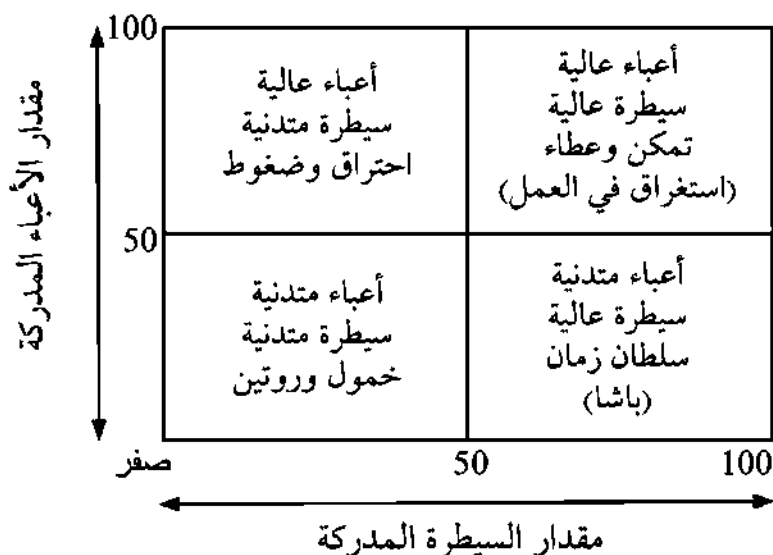 100
أعباء عالية
سيطرة عالية
تمكن وعطاء
(استغراق في العمل)
أعباء عالية
سيطرة متدنية
احتراق وضغوط
مقدار الأعباء المدركة
50
أعباء متدنية
سيطرة عالية
سلطان زمان
(باشا)
أعباء متدنية
سيطرة متدنية
خمول وروتين
صفر
50
100
مقدار السيطرة المدركة